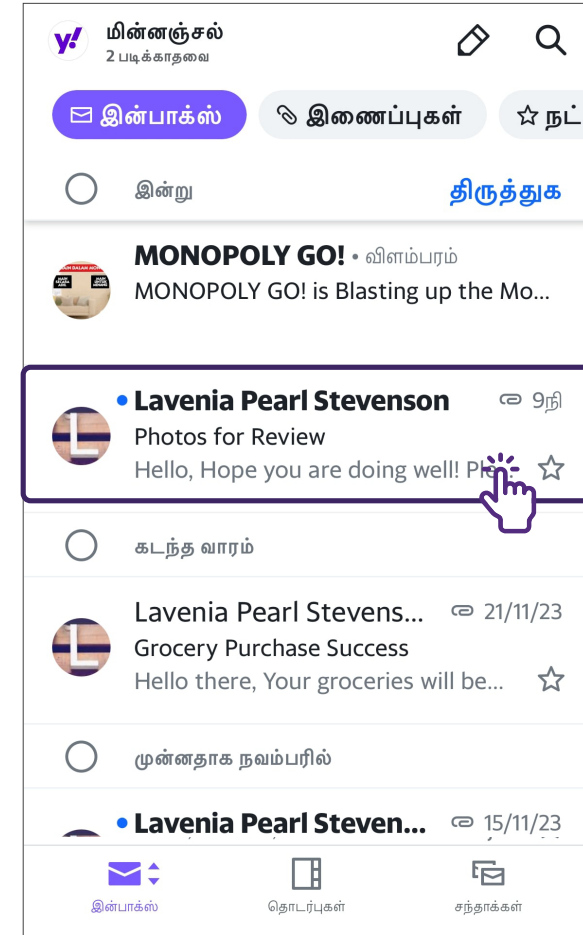 மின்னஞ்சல்
2 படிக்காதவை
இன்பாக்ஸ்
இணைப்புகள்
நட்
இன்று
திருத்துக
MONOPOLY GO! • விளம்பரம்
MONOPOLY GO! is Blasting up the Mo...
Lavenia Pearl Stevenson 9நி
Photos for Review
Hello, Hope you are doing well!
கடந்த வாரம்
Lavenia Pearl Stevens... 21/11/23
Grocery Purchase Success
Hello there, Your groceries will be...
முன்னதாக நவம்பரில்
Lavenia Pearl Steven... 15/11/23
இன்பாக்ஸ்
தொடர்புகள்
சந்தாக்கள்